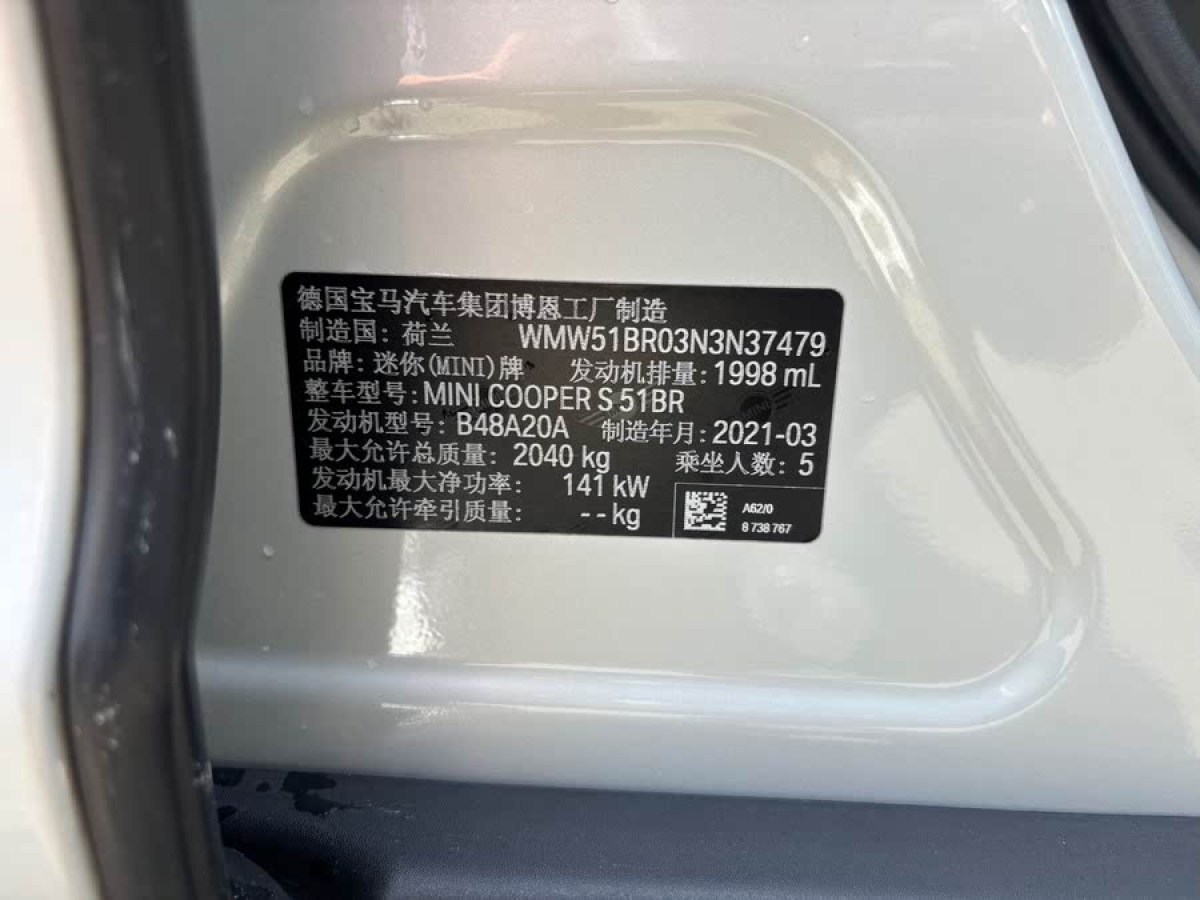 德国宝马汽车集团博恩工厂制造
制造国: 荷兰 WMW51BR03N3N37479
品牌: 迷你(MINI)牌 发动机排量: 1998 mL
整车型号: MINI COOPER S 51BR
发动机型号: B48A20A 制造年月: 2021-03
最大允许总质量: 2040 kg 乘坐人数: 5
发动机最大净功率: 141 kW
最大允许牵引质量: --kg
A62/0
8 738 767
MINI